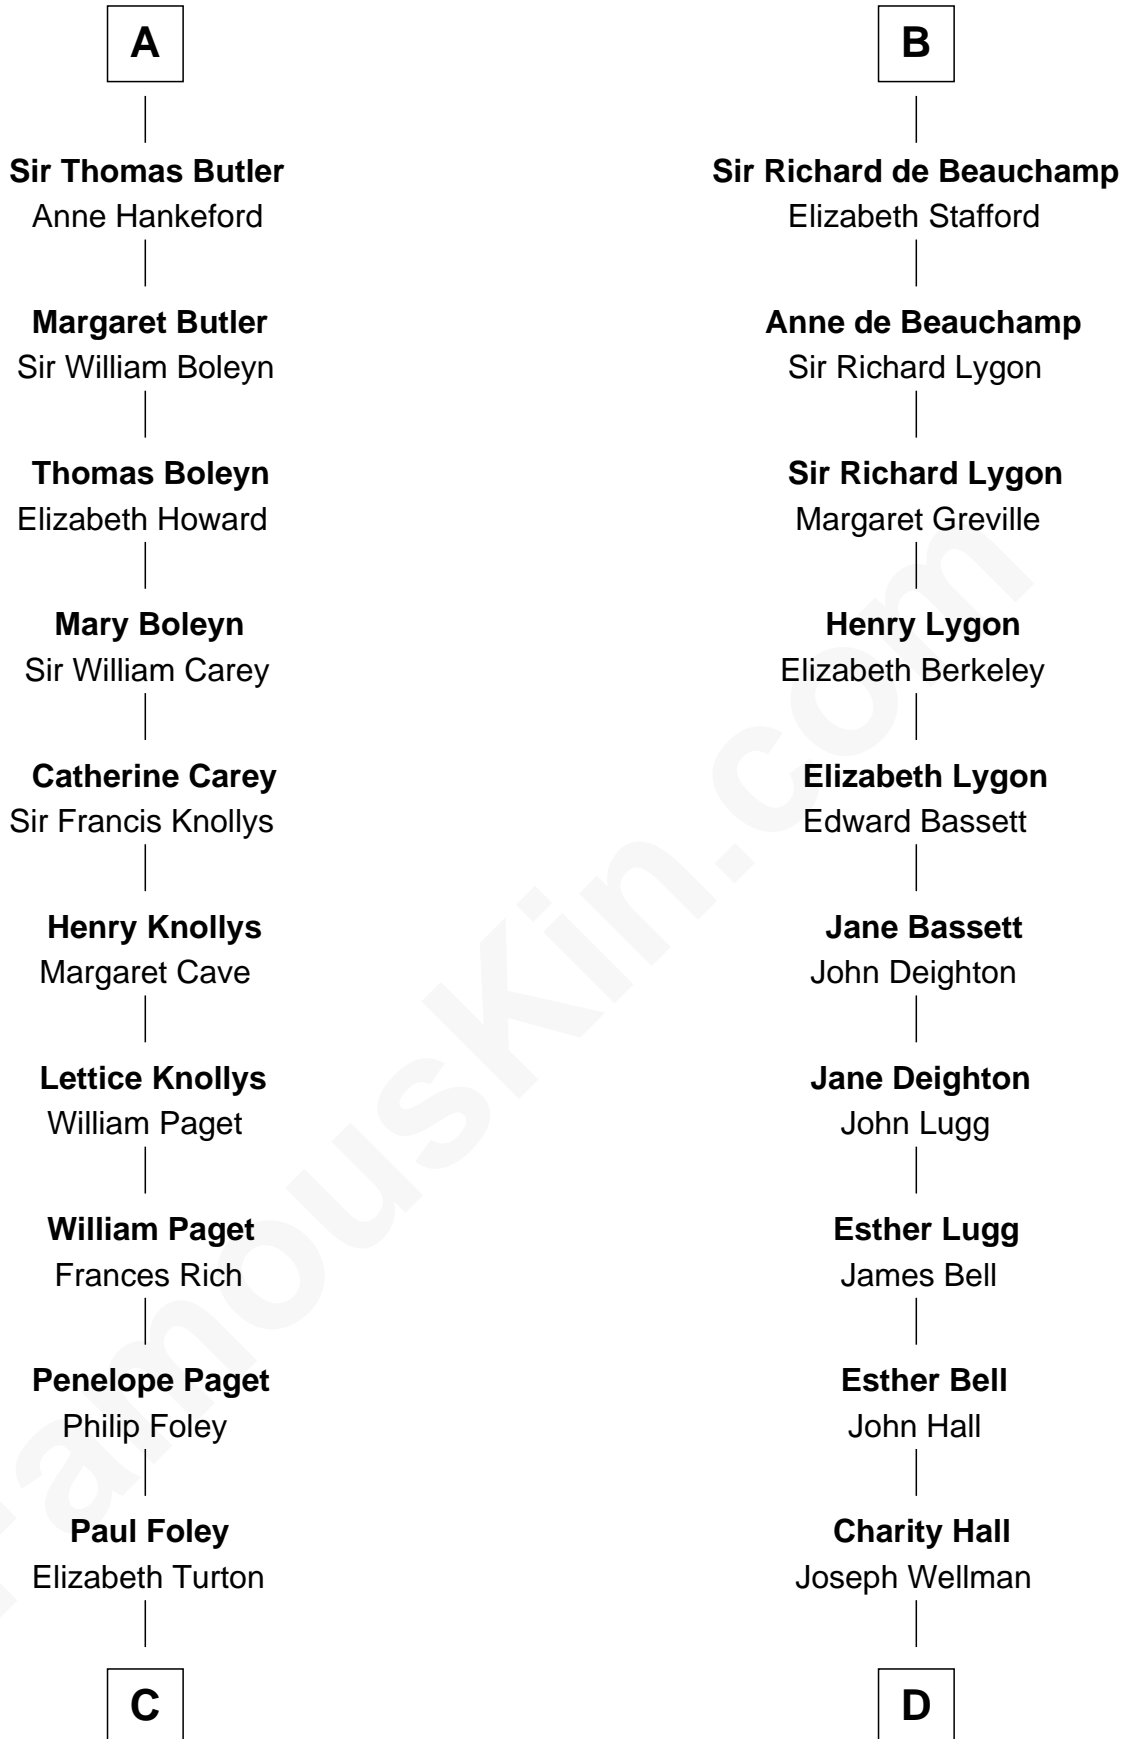 A
Sir Thomas Butler
Anne Hankeford
Margaret Butler
Sir William Boleyn
Thomas Boleyn
Elizabeth Howard
Mary Boleyn
Sir William Carey
Catherine Carey
Sir Francis Knollys
Henry Knollys
Margaret Cave
Lettice Knollys
William Paget
William Paget
Frances Rich
Penelope Paget
Philip Foley
Paul Foley
Elizabeth Turton
C
B
Sir Richard de Beauchamp
Elizabeth Stafford
Anne de Beauchamp
Sir Richard Lygon
Sir Richard Lygon
Margaret Greville
Henry Lygon
Elizabeth Berkeley
Elizabeth Lygon
Edward Bassett
Jane Bassett
John Deighton
Jane Deighton
John Lugg
Esther Lugg
James Bell
Esther Bell
John Hall
Charity Hall
Joseph Wellman
D
FamousKin.com